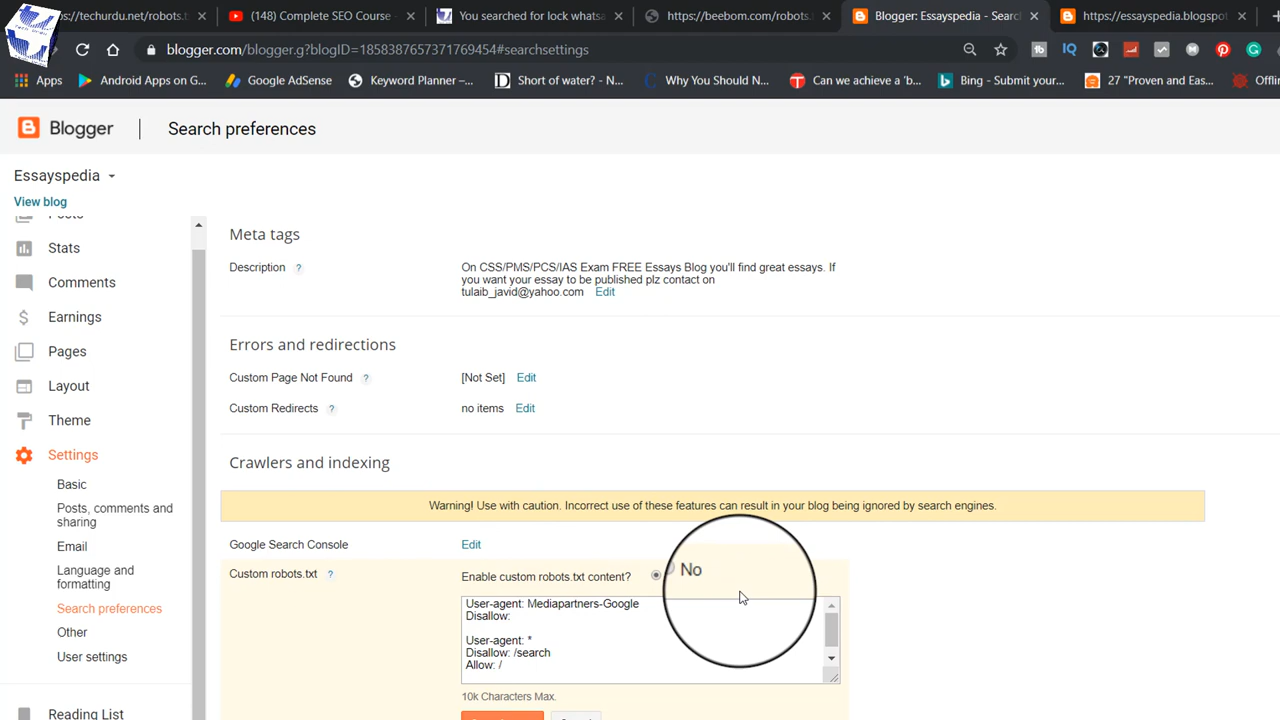 https://techurdu.net/robots.t
(148) Complete SEO Course -
You searched for lock whatsa
https://bebebom.com/robots.
Blogger: Essayspedia - Searc
https://essayspedia.blogspot
blogger.com/blogger.g?blogID=1858387657371769454#searchsettings
Apps
Android Apps on G...
Google AdSense
Keyword Planner –...
Short of water? - N...
Why You Should N...
Can we achieve a 'b...
Bing - Submit your...
27 "Proven and Eas...
Offlin
Blogger
Search preferences
Essayspedia
View blog
Posts
Stats
Comments
Earnings
Pages
Layout
Theme
Settings
Basic
Posts, comments and
sharing
Email
Language and
formatting
Search preferences
Other
User settings
Reading List
Meta tags
Description ?
On CSS/PMS/PCS/IAS Exam FREE Essays Blog you'll find great essays. If
you want your essay to be published plz contact on
tulaib_javid@yahoo.com Edit
Errors and redirections
Custom Page Not Found ? [Not Set] Edit
Custom Redirects ? no items Edit
Crawlers and indexing
Warning! Use with caution. Incorrect use of these features can result in your blog being ignored by search engines.
Google Search Console Edit
Custom robots.txt ? Enable custom robots.txt content? No
User-agent: Mediapartners-Google
Disallow:
User-agent: *
Disallow: /search
Allow: /
10k Characters Max.